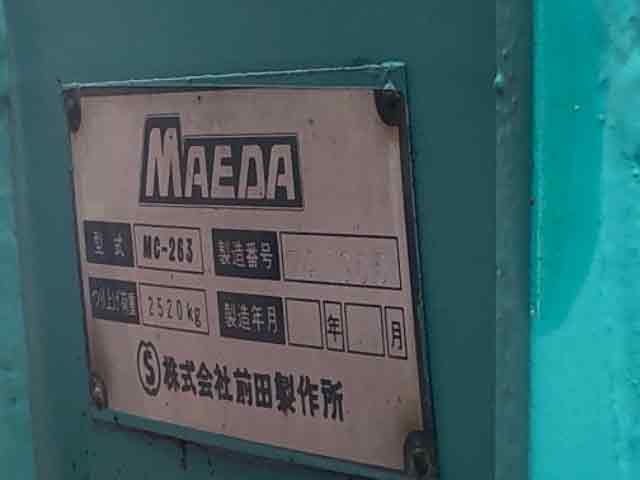 MAEDA
型式 MC-263 製造番号
つり上げ荷重 2520kg 製造年月 年 月
S 株式会社前田製作所